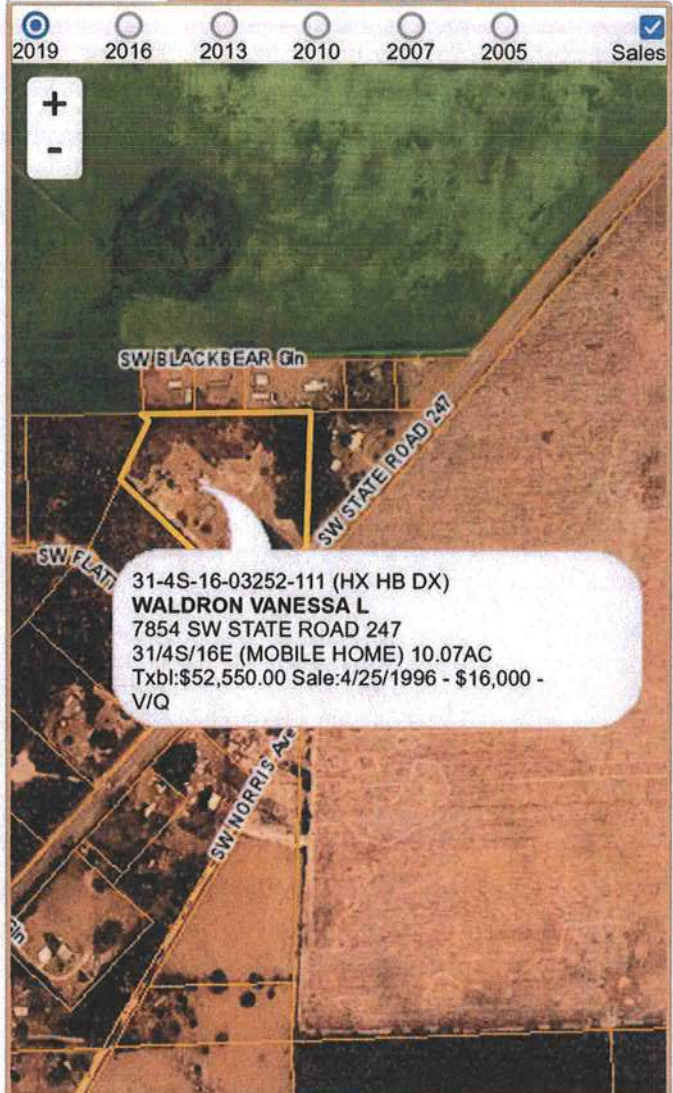 2019 2016 2013 2010 2007 2005 Sales
+
-
SW BLACKBEAR Gln
SW STATE ROAD 247
31-4S-16-03252-111 (HX HB DX)
WALDRON VANESSA L
7854 SW STATE ROAD 247
31/4S/16E (MOBILE HOME) 10.07AC
Txbl:$52,550.00 Sale:4/25/1996 - $16,000 -
V/Q
SW NORRIS Ave
Gln